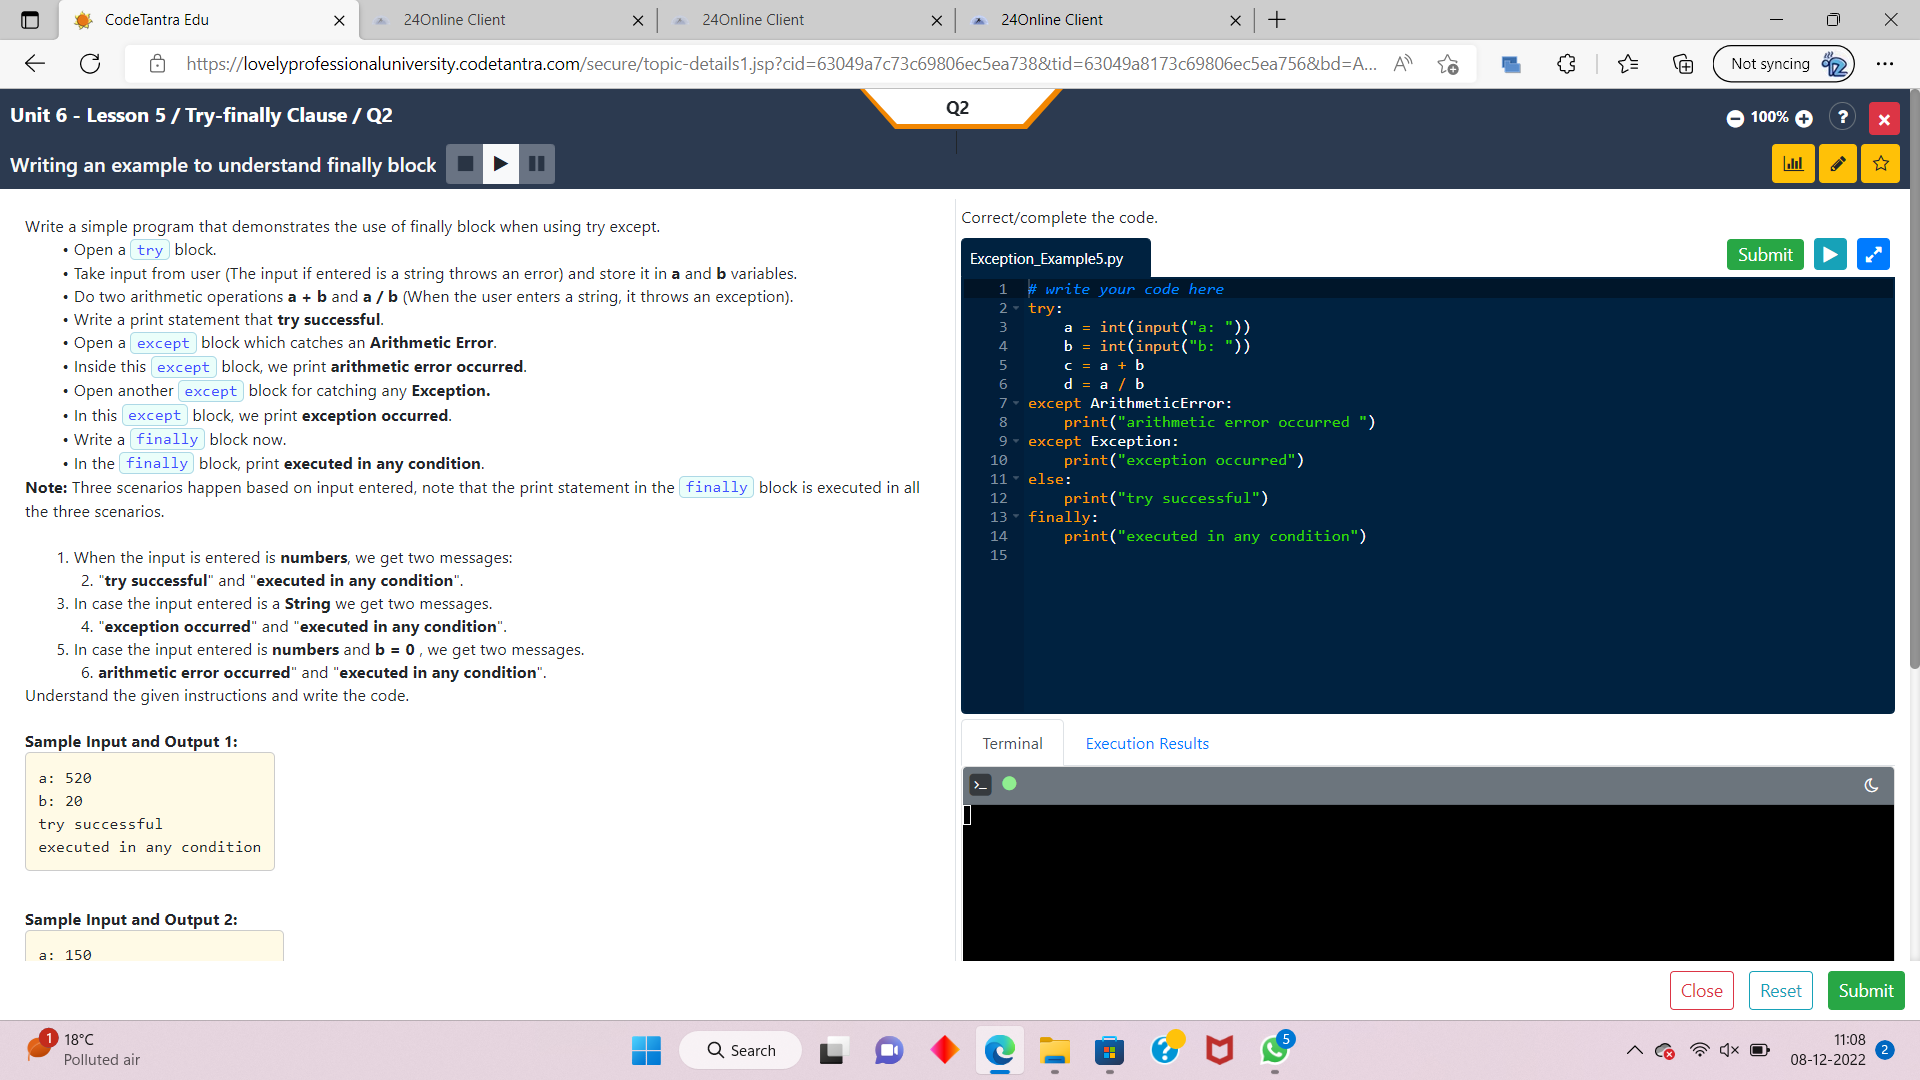 CodeTantra Edu
24Online Client
24Online Client
24Online Client
https://lovelyprofessionaluniversity.codetantra.com/secure/topic-details1.jsp?cid=63049a7c73c69806ec5ea738&tid=63049a8173c69806ec5ea756&bd=A...
Not syncing
Unit 6 - Lesson 5 / Try-finally Clause / Q2
Q2
100%
?
Writing an example to understand finally block
Write a simple program that demonstrates the use of finally block when using try except.
• Open a try block.
• Take input from user (The input if entered is a string throws an error) and store it in a and b variables.
• Do two arithmetic operations a + b and a / b (When the user enters a string, it throws an exception).
• Write a print statement that try successful.
• Open a except block which catches an Arithmetic Error.
• Inside this except block, we print arithmetic error occurred.
• Open another except block for catching any Exception.
• In this except block, we print exception occurred.
• Write a finally block now.
• In the finally block, print executed in any condition.
Note: Three scenarios happen based on input entered, note that the print statement in the finally block is executed in all
the three scenarios.
1. When the input is entered is numbers, we get two messages:
2. "try successful" and "executed in any condition".
3. In case the input entered is a String we get two messages.
4. "exception occurred" and "executed in any condition".
5. In case the input entered is numbers and b = 0 , we get two messages.
6. arithmetic error occurred" and "executed in any condition".
Understand the given instructions and write the code.
Sample Input and Output 1:
a: 520
b: 20
try successful
executed in any condition
Sample Input and Output 2:
a: 150
Correct/complete the code.
Exception_Example5.py
Submit
1 # write your code here
2 try:
3 a = int(input("a: "))
4 b = int(input("b: "))
5 c = a + b
6 d = a / b
7 except ArithmeticError:
8 print("arithmetic error occurred ")
9 except Exception:
10 print("exception occurred")
11 else:
12 print("try successful")
13 finally:
14 print("executed in any condition")
15
Terminal
Execution Results
Close
Reset
Submit
1
18°C
Polluted air
Search
5
11:08
08-12-2022
2